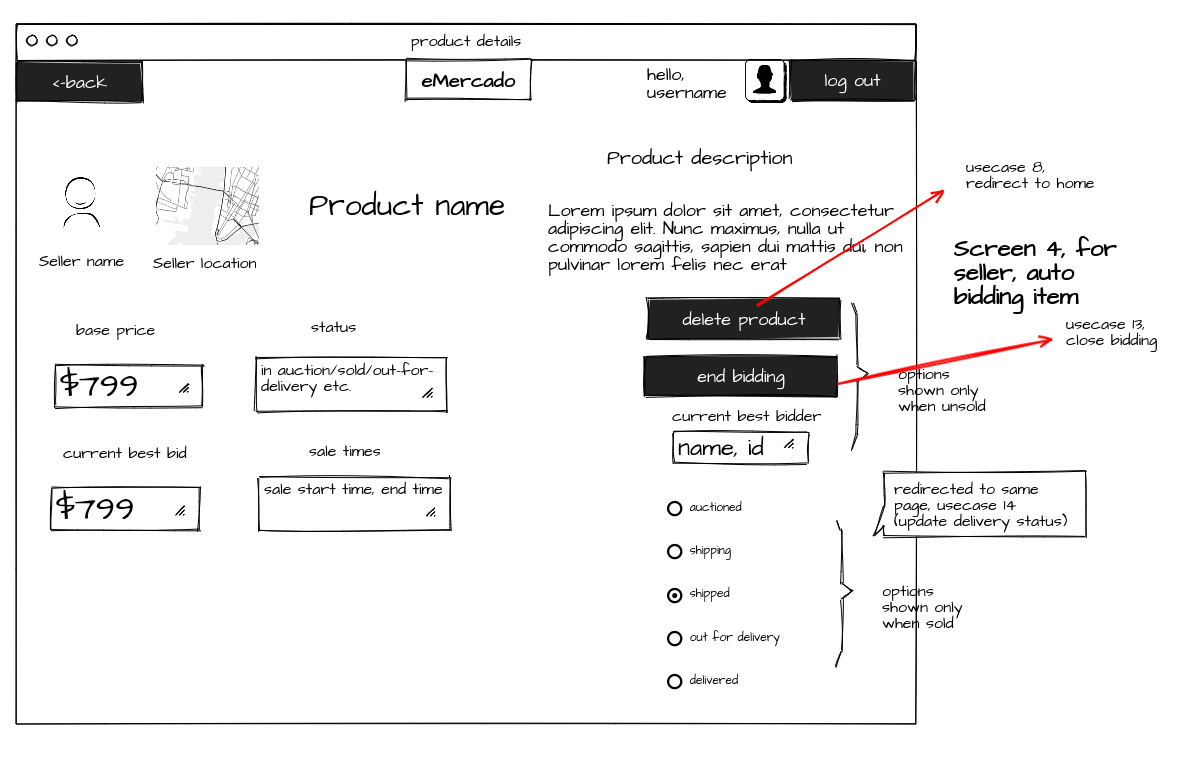 product details
<-back
eMercado
hello,
username
log out
Product description
usecase 8,
redirect to home
Product name
Lorem ipsum dolor sit amet, consectetur
adipiscing elit. Nunc maximus, nulla ut
commodo sagittis, sapien dui mattis dui, non
pulvinar lorem felis nec erat
Seller name
Seller location
Screen 4, for
seller, auto
bidding item
delete product
base price
status
usecase 13,
close bidding
$799
in auction/sold/out-for-
delivery etc.
end bidding
options
shown only
when unsold
current best bidder
name, id
current best bid
sale times
$799
sale start time, end time
redirected to same
page, usecase 14
(update delivery status)
auctioned
shipping
shipped
out for delivery
delivered
options
shown only
when sold